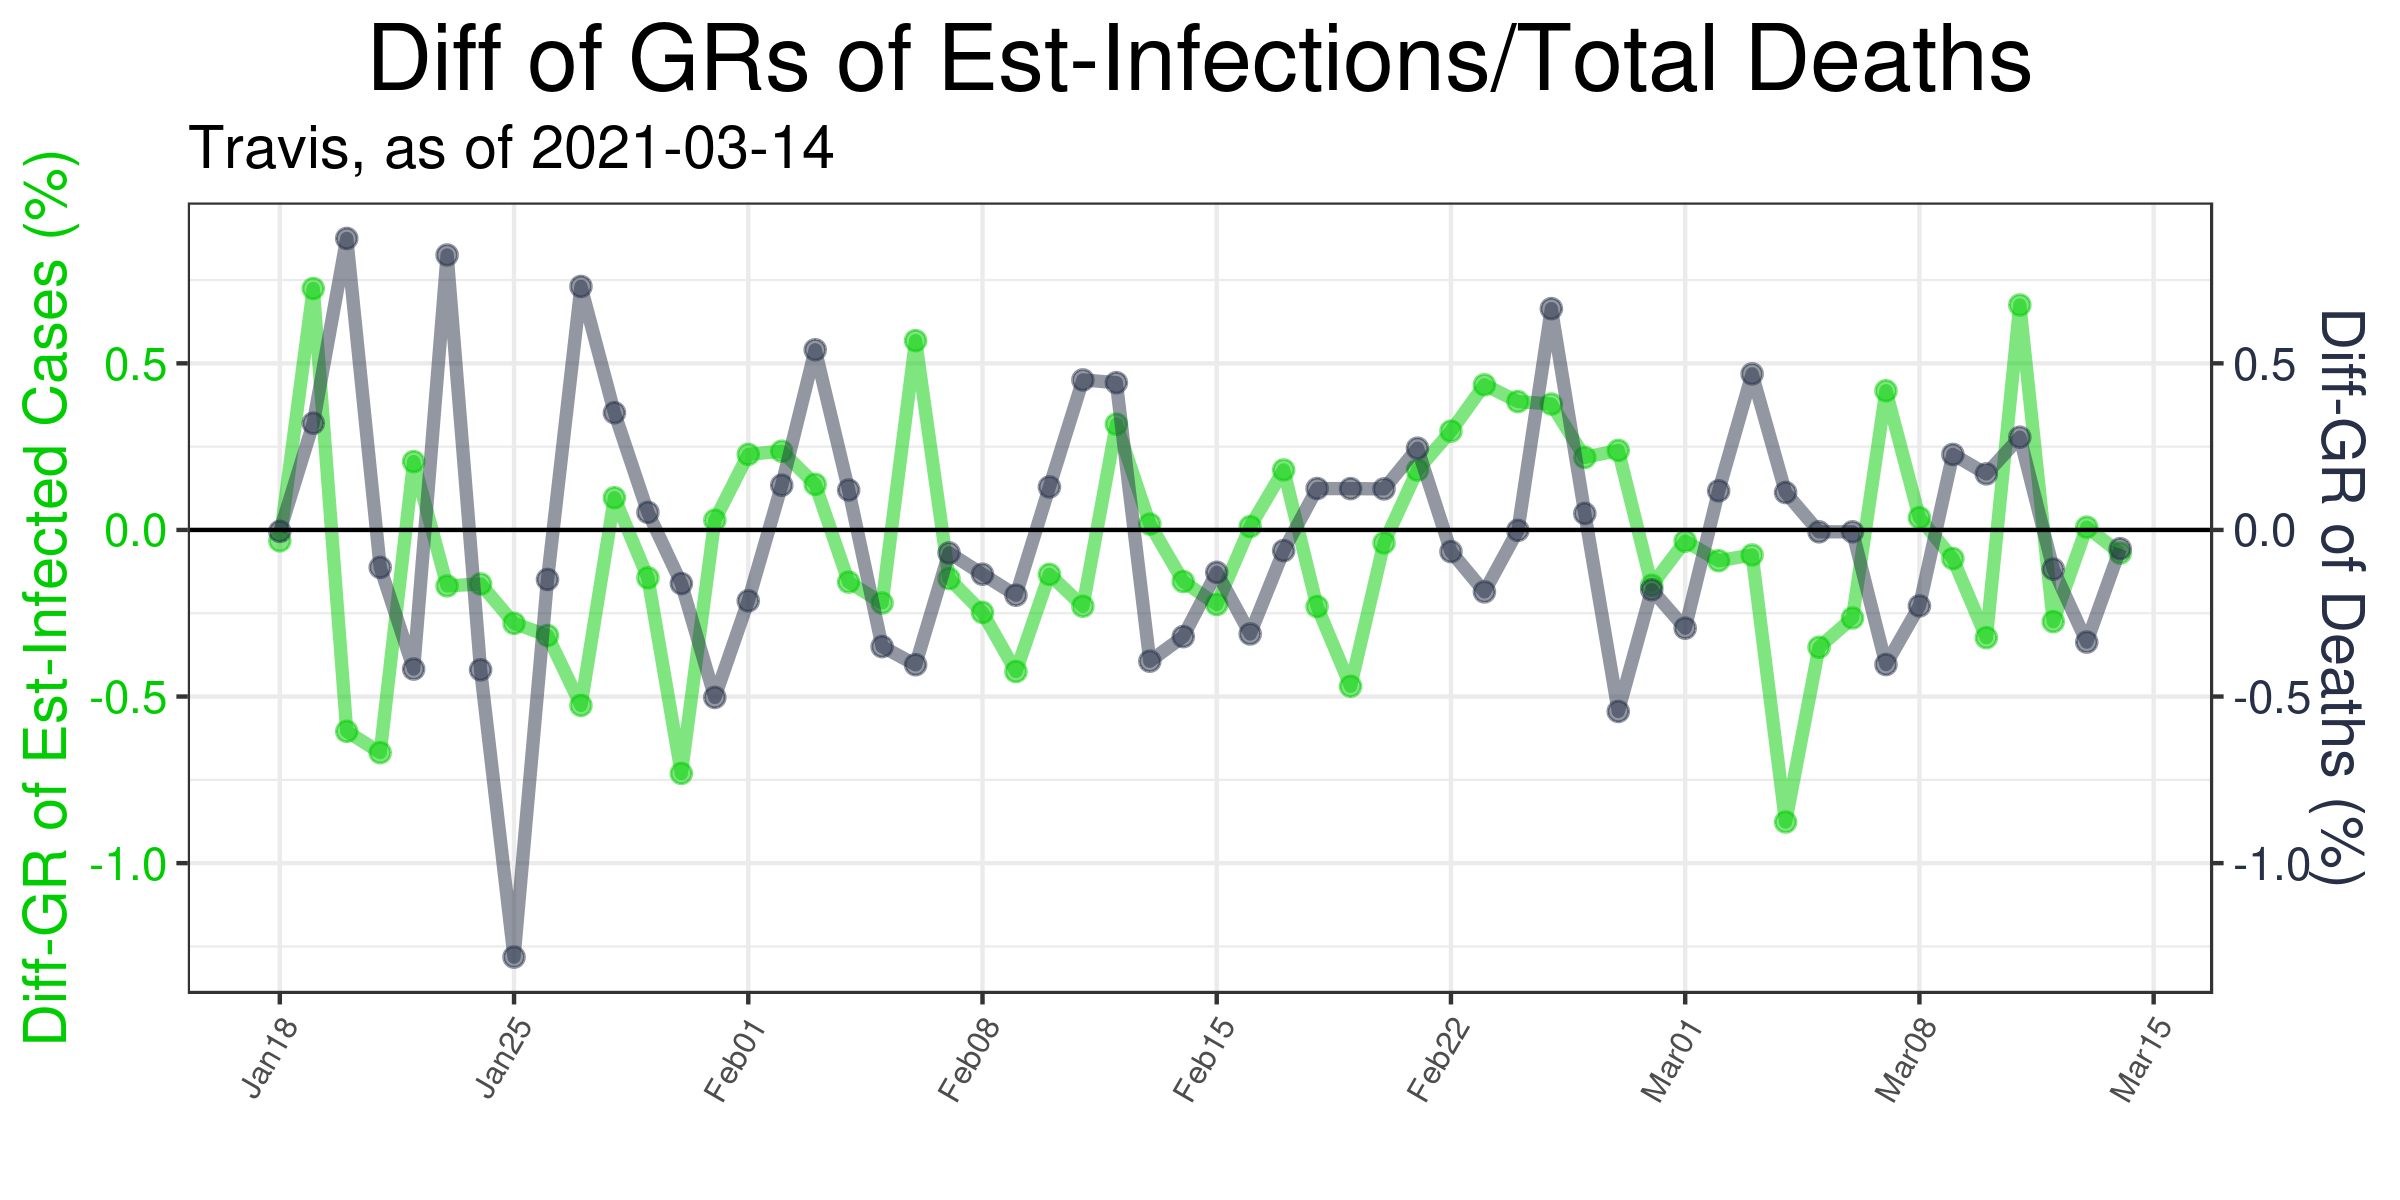 Diff of GRs of Est-Infections/Total Deaths
Travis, as of 2021-03-14
Diff-GR of Est-Infected Cases (%)
0.5
0.0
-0.5
-1.0
0.5
0.0
-0.5
-1.0
Diff-GR of Deaths (%)
Jan18
Jan25
Feb01
Feb08
Feb15
Feb22
Mar01
Mar08
Mar15